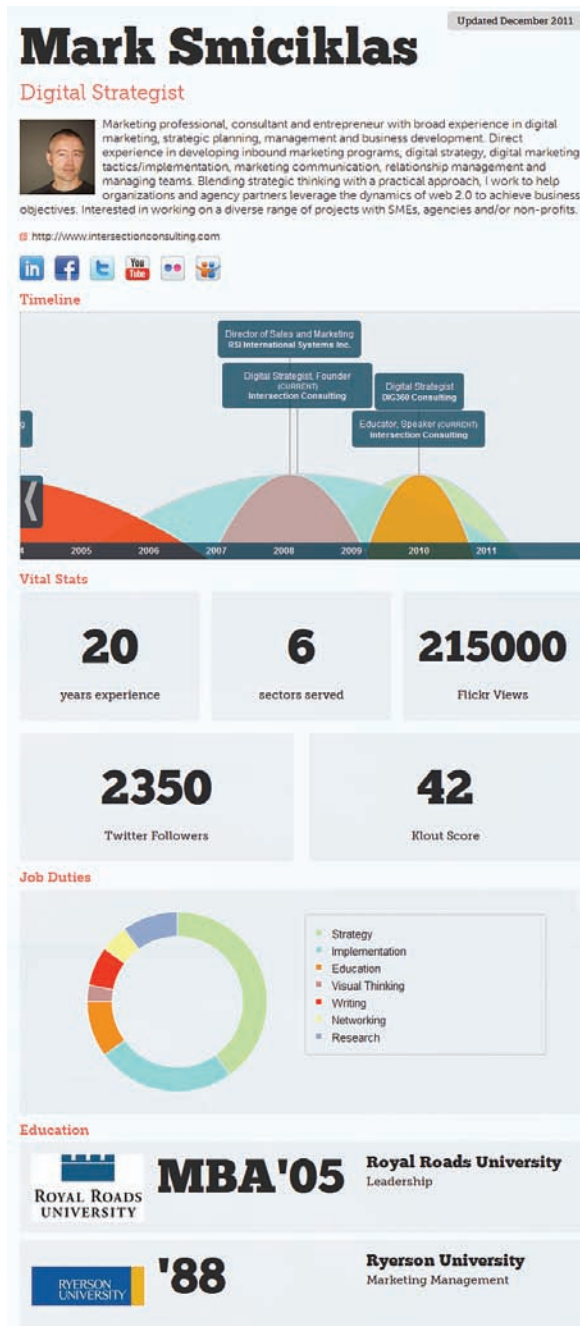 Updated December 2011
Mark Smiciklas
Digital Strategist
Marketing professional, consultant and entrepreneur with broad experience in digital
marketing, strategic planning, management and business development. Direct
experience in developing inbound marketing programs, digital strategy, digital marketing
tactics/implementation, marketing communication, relationship management and
managing teams. Blending strategic thinking with a practical approach, I work to help
organizations and agency partners leverage the dynamics of web 2.0 to achieve business
objectives. Interested in working on a diverse range of projects with SMEs, agencies and/or non-profits.
http://www.intersectionconsulting.com
in f t You Tube
Timeline
Director of Sales and Marketing
RSI International Systems Inc.
Digital Strategist, Founder
(CURRENT)
Intersection Consulting
Digital Strategist
DIG360 Consulting
Educator, Speaker (CURRENT)
Intersection Consulting
g
4 2005 2006 2007 2008 2009 2010 2011
Vital Stats
20 6 215000
years experience sectors served Flickr Views
2350 42
Twitter Followers Klout Score
Job Duties
Strategy
Implementation
Education
Visual Thinking
Writing
Networking
Research
Education
ROYAL ROADS
UNIVERSITY
MBA'05
Royal Roads University
Leadership
RYERSON
UNIVERSITY
'88
Ryerson University
Marketing Management